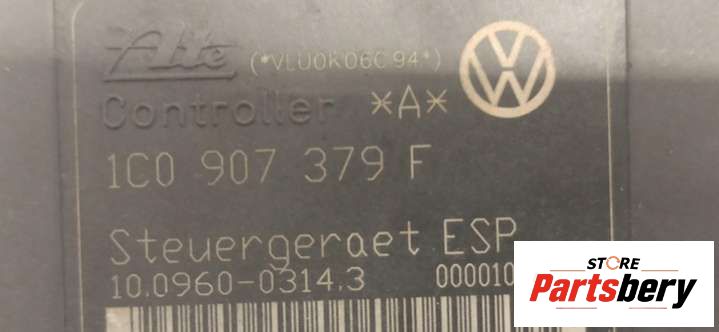 Ate (*VLU0K06C94*)
Controller *A*
1C0 907 379 F
Steuergeraet ESP
10.0960-0314.3 000010
STORE
Partsbery